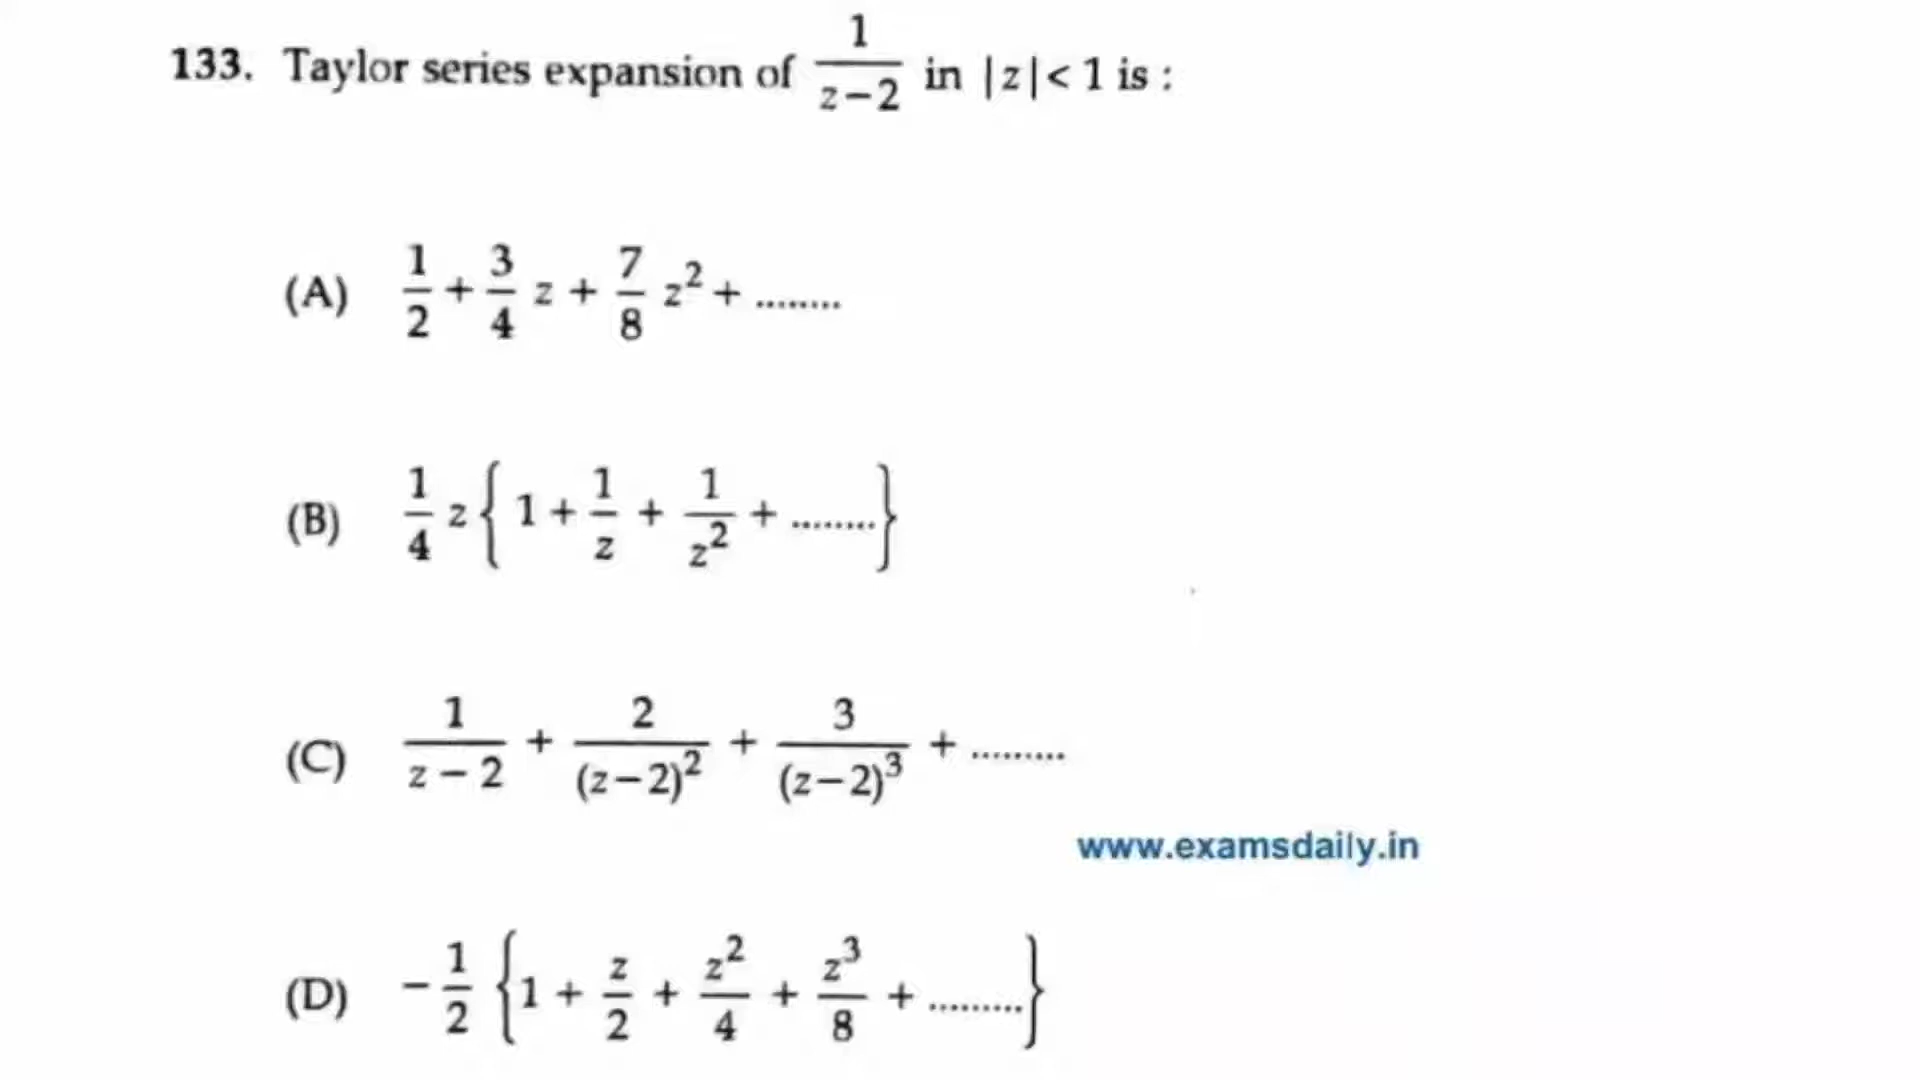 133. Taylor series expansion of 1/(z−2) in |z|< 1 is :
(A) 1/2 + 3/4 z + 7/8 z² + ........
(B) 1/4 z { 1 + 1/z + 1/z² + ........ }
(C) 1/(z−2) + 2/(z−2)² + 3/(z−2)³ + .........
www.examsdaily.in
(D) −1/2 { 1 + z/2 + z²/4 + z³/8 + ......... }